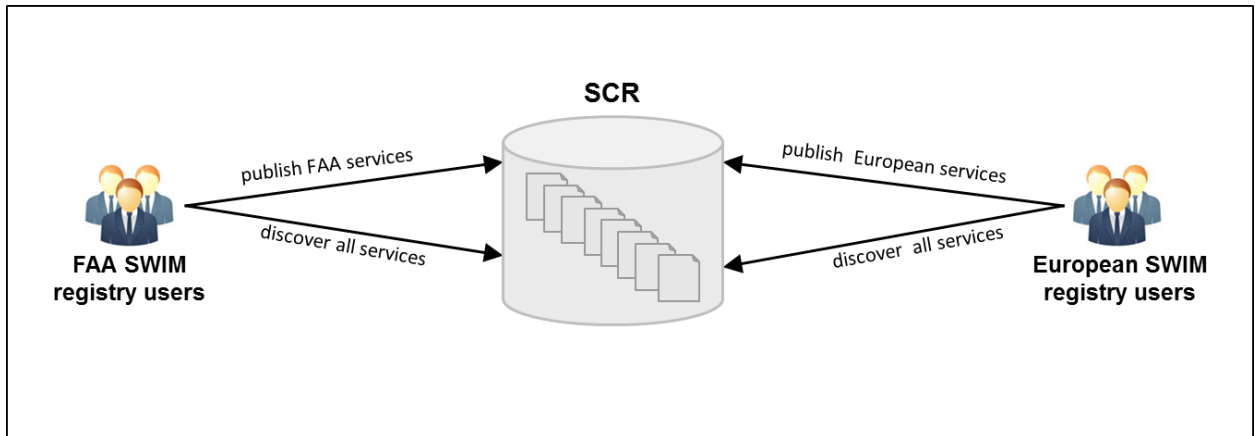 SCR
publish FAA services
discover all services
FAA SWIM
registry users
publish European services
discover all services
European SWIM
registry users